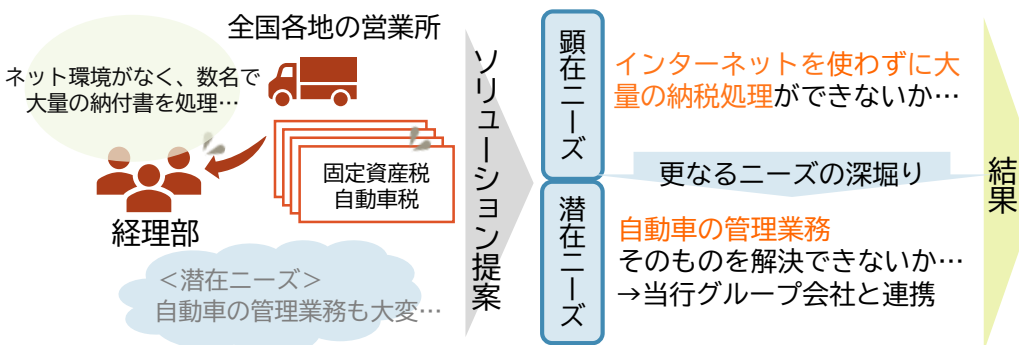 全国各地の営業所
ネット環境がなく、数名で
大量の納付書を処理…
固定資産税
自動車税
経理部
＜潜在ニーズ＞
自動車の管理業務も大変…
ソリューション提案
顕在ニーズ
インターネットを使わずに大
量の納税処理ができないか…
更なるニーズの深堀り
潜在ニーズ
自動車の管理業務
そのものを解決できないか…
→当行グループ会社と連携
結果